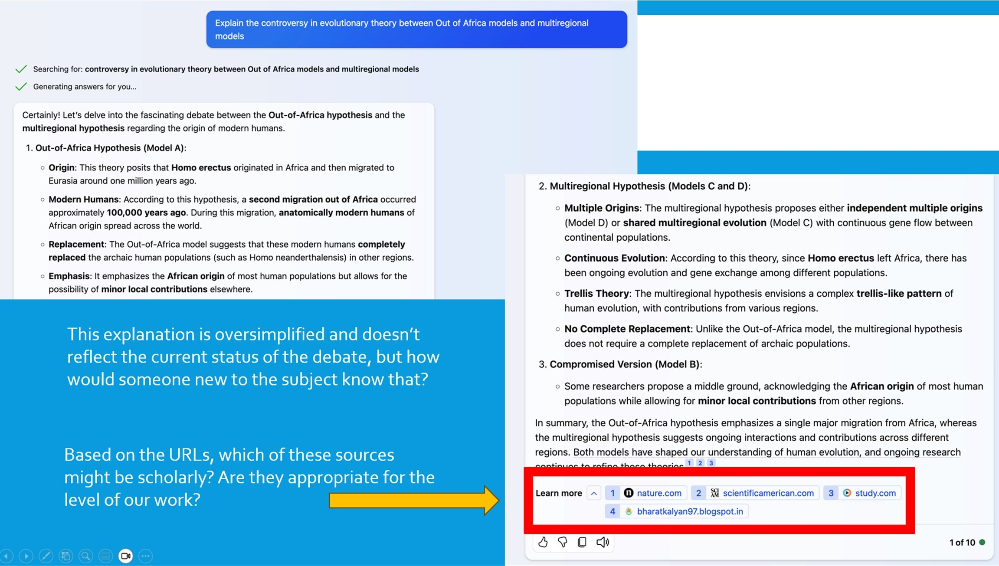 Explain the controversy in evolutionary theory between Out of Africa models and multiregional
models
Searching for: controversy in evolutionary theory between Out of Africa models and multiregional models
Generating answers for you...
Certainly! Let's delve into the fascinating debate between the Out-of-Africa hypothesis and the
multiregional hypothesis regarding the origin of modern humans.
1. Out-of-Africa Hypothesis (Model A):
Origin: This theory posits that Homo erectus originated in Africa and then migrated to
Eurasia around one million years ago.
Modern Humans: According to this hypothesis, a second migration out of Africa occurred
approximately 100,000 years ago. During this migration, anatomically modern humans of
African origin spread across the world.
Replacement: The Out-of-Africa model suggests that these modern humans completely
replaced the archaic human populations (such as Homo neanderthalensis) in other regions.
Emphasis: It emphasizes the African origin of most human populations but allows for the
possibility of minor local contributions elsewhere.
2. Multiregional Hypothesis (Models C and D):
Multiple Origins: The multiregional hypothesis proposes either independent multiple origins
(Model D) or shared multiregional evolution (Model C) with continuous gene flow between
continental populations.
Continuous Evolution: According to this theory, since Homo erectus left Africa, there has
been ongoing evolution and gene exchange among different populations.
Trellis Theory: The multiregional hypothesis envisions a complex trellis-like pattern of
human evolution, with contributions from various regions.
No Complete Replacement: Unlike the Out-of-Africa model, the multiregional hypothesis
does not require a complete replacement of archaic populations.
3. Compromised Version (Model B):
Some researchers propose a middle ground, acknowledging the African origin of most human
populations while allowing for minor local contributions from other regions.
In summary, the Out-of-Africa hypothesis emphasizes a single major migration from Africa, whereas
the multiregional hypothesis suggests ongoing interactions and contributions across different
regions. Both models have shaped our understanding of human evolution, and ongoing research
continues to refine these theories 1 2 3
Learn more 1 nature.com 2 SCI AM scientificamerican.com 3 study.com
4 bharatkalyan97.blogspot.in
1 of 10
This explanation is oversimplified and doesn't
reflect the current status of the debate, but how
would someone new to the subject know that?
Based on the URLs, which of these sources
might be scholarly? Are they appropriate for the
level of our work?